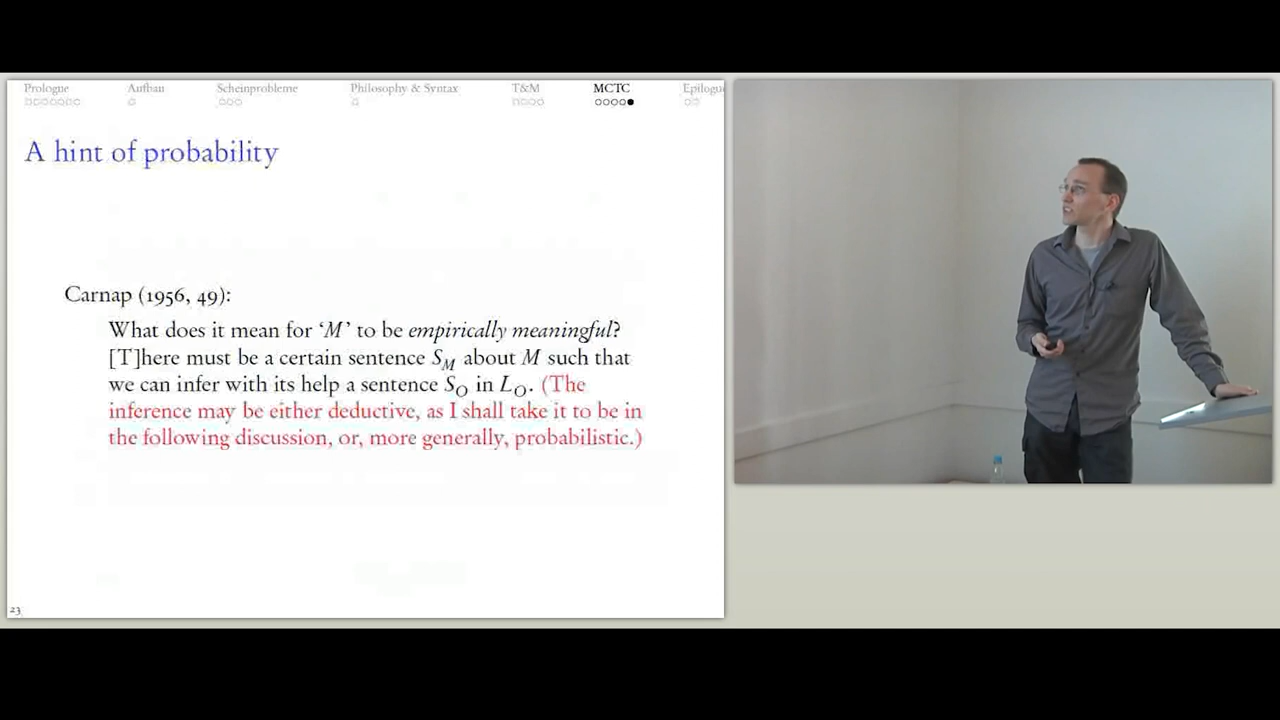 Prologue Aufbau Scheinprobleme Philosophy & Syntax T&M MCTC Epilogu
A hint of probability
Carnap (1956, 49):
What does it mean for ‘M’ to be empirically meaningful?
[T]here must be a certain sentence S_M about M such that
we can infer with its help a sentence S_O in L_O. (The
inference may be either deductive, as I shall take it to be in
the following discussion, or, more generally, probabilistic.)
23